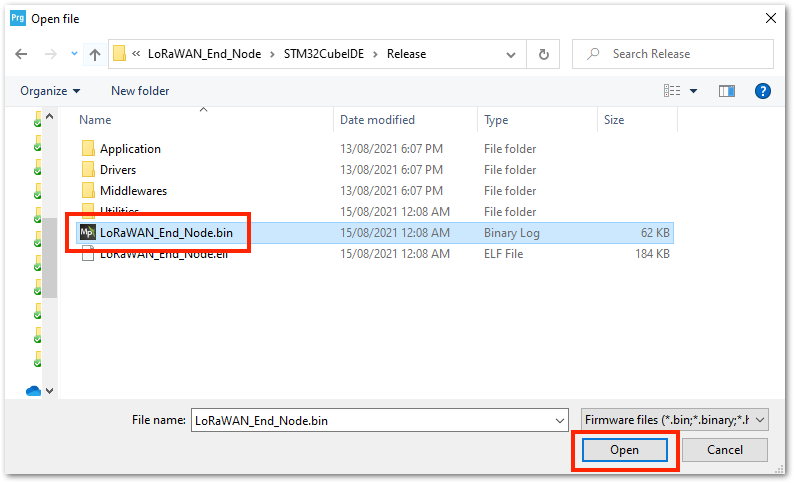 Prg Open file
« LoRaWAN_End_Node > STM32CubeIDE > Release Search Release
Organize New folder
Name Date modified Type Size
Application 13/08/2021 6:07 PM File folder
Drivers 13/08/2021 6:07 PM File folder
Middlewares 13/08/2021 6:07 PM File folder
Utilities 15/08/2021 12:08 AM File folder
LoRaWAN_End_Node.bin 15/08/2021 12:08 AM Binary Log 62 KB
LoRaWAN_End_Node.elf 15/08/2021 12:08 AM ELF File 184 KB
File name: LoRaWAN_End_Node.bin Firmware files (*.bin;*.binary;*.h
Open Cancel